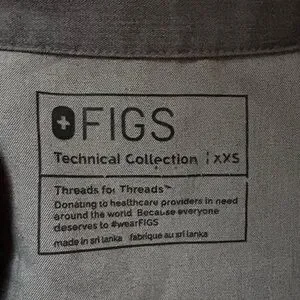 FIGS
Technical Collection | XXS
Threads for Threads™
Donating to healthcare providers in need
around the world. Because everyone
deserves to #wearFIGS
made in sri lanka fabriqué au sri lanka